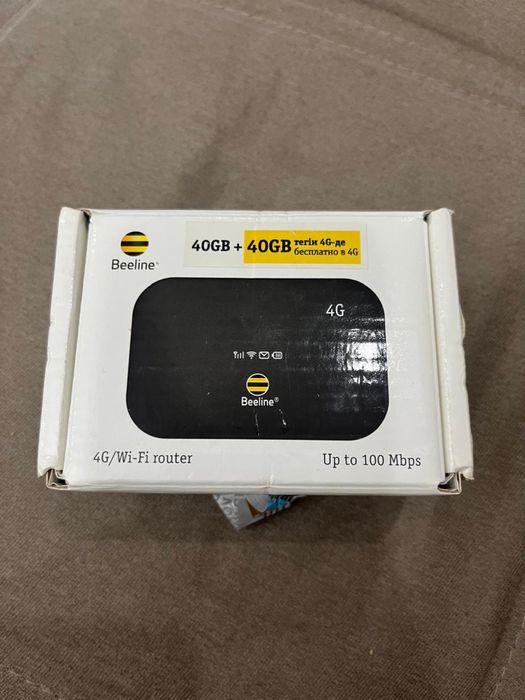 Beeline®
40GB + 40GB тегін 4G-де
бесплатно в 4G
4G
Beeline®
4G/Wi-Fi router
Up to 100 Mbps